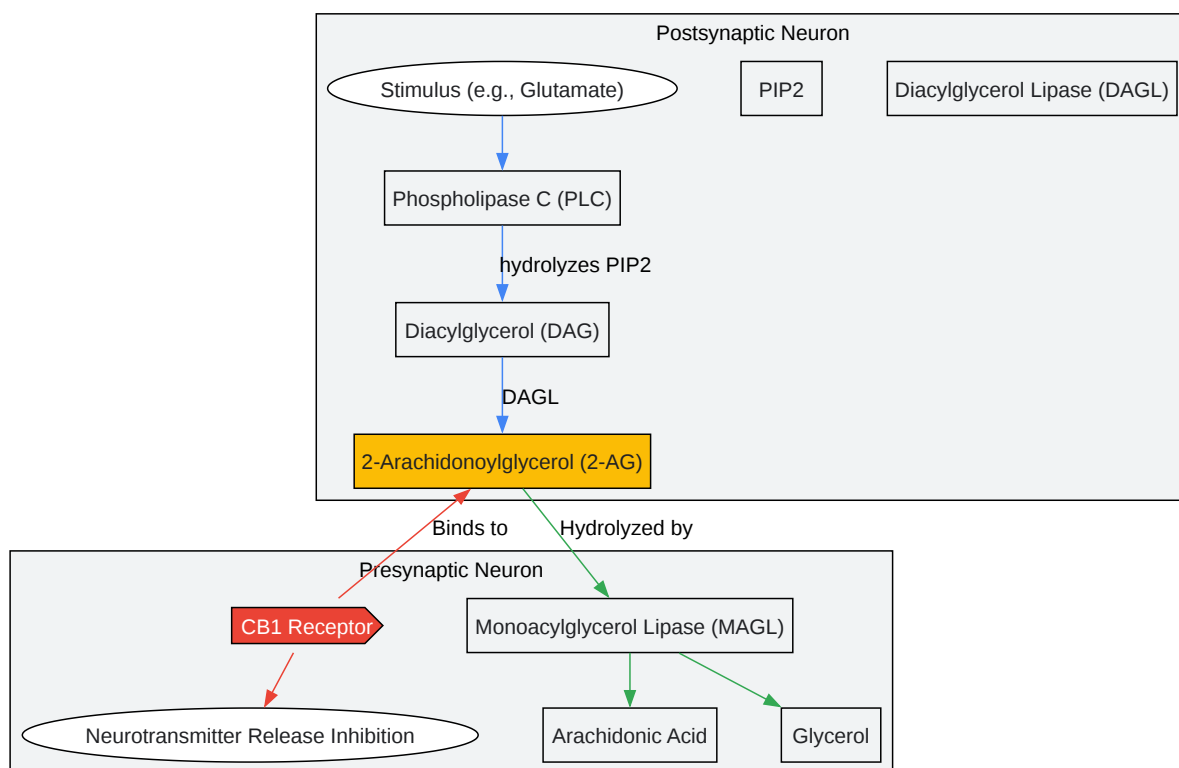 Postsynaptic Neuron
Stimulus (e.g., Glutamate)
PIP2
Diacylglycerol Lipase (DAGL)
Phospholipase C (PLC)
hydrolyzes PIP2
Diacylglycerol (DAG)
DAGL
2-Arachidonoylglycerol (2-AG)
Binds to
Hydrolyzed by
Presynaptic Neuron
CB1 Receptor
Monoacylglycerol Lipase (MAGL)
Neurotransmitter Release Inhibition
Arachidonic Acid
Glycerol